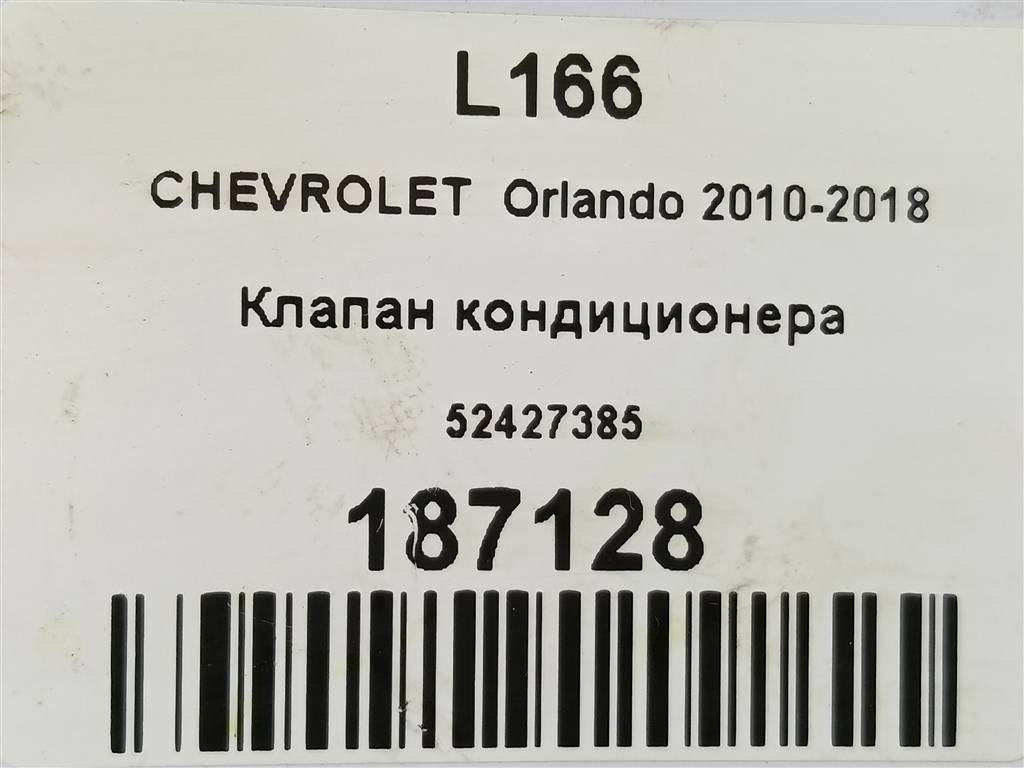 L166
CHEVROLET Orlando 2010-2018
Клапан кондиционера
52427385
187128